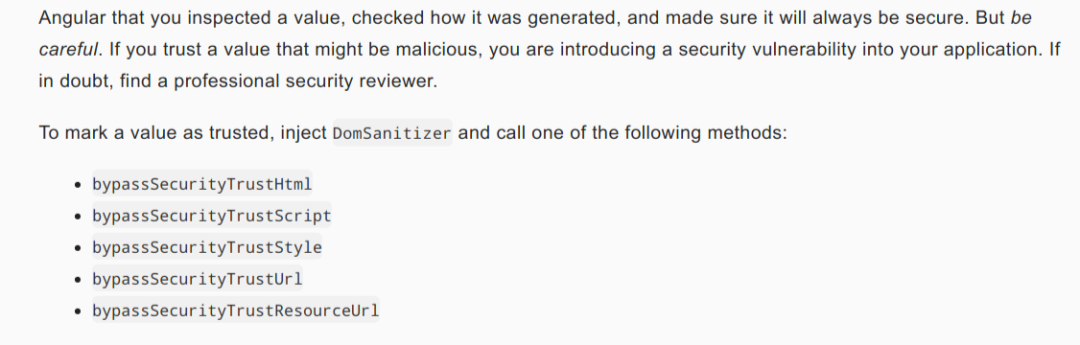 Angular that you inspected a value, checked how it was generated, and made sure it will always be secure. But be
careful. If you trust a value that might be malicious, you are introducing a security vulnerability into your application. If
in doubt, find a professional security reviewer.
To mark a value as trusted, inject DomSanitizer and call one of the following methods:
• bypassSecurityTrustHtml
• bypassSecurityTrustScript
• bypassSecurityTrustStyle
• bypassSecurityTrustUrl
• bypassSecurityTrustResourceUrl